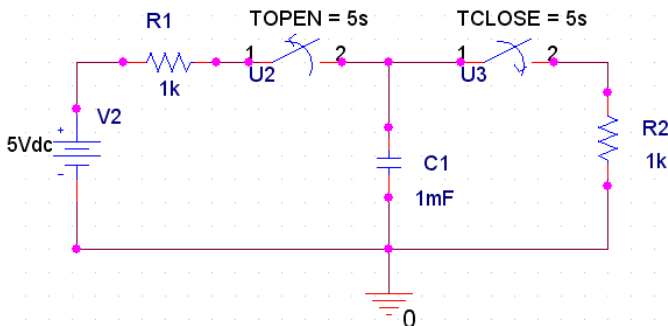 R1
TOPEN = 5s
TCLOSE = 5s
1 2
1 2
U2
U3
1k
V2
R2
5Vdc
+
-
C1
1k
1mF
0